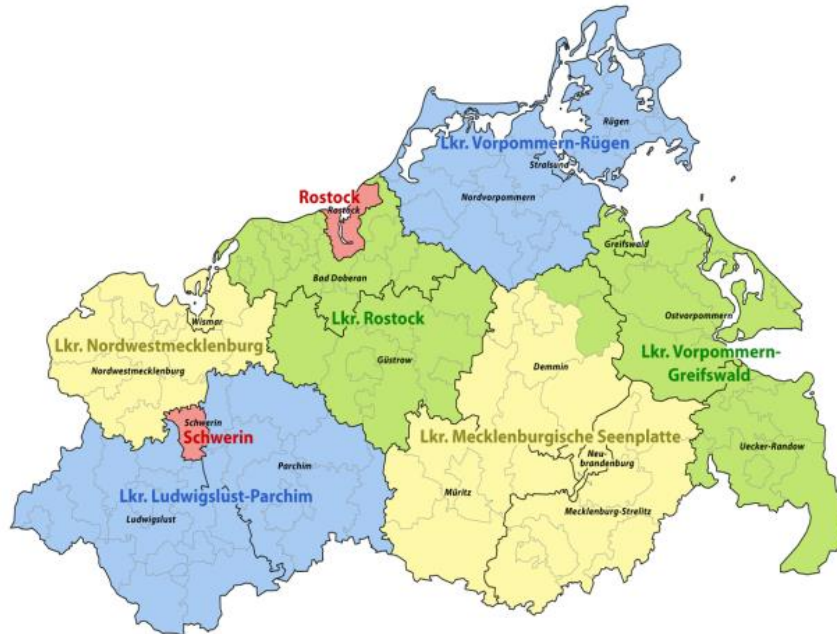 Rügen
Lkr. Vorpommern-Rügen
Stralsund
Rostock
Rostock
Nordvorpommern
Greifswald
Bad Doberan
Wismar
Lkr. Rostock
Ostvorpommern
Lkr. Nordwestmecklenburg
Lkr. Vorpommern-
Greifswald
Güstrow
Demmin
Nordwestmecklenburg
Schwerin
Schwerin
Lkr. Mecklenburgische Seenplatte
Uecker-Randow
Neu-
brandenburg
Parchim
Müritz
Lkr. Ludwigslust-Parchim
Ludwigslust
Mecklenburg-Strelitz